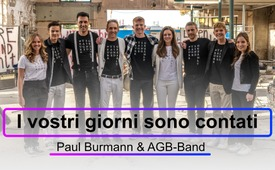 I vostri giorni sono contati
Paul Burmann & AGB-Band